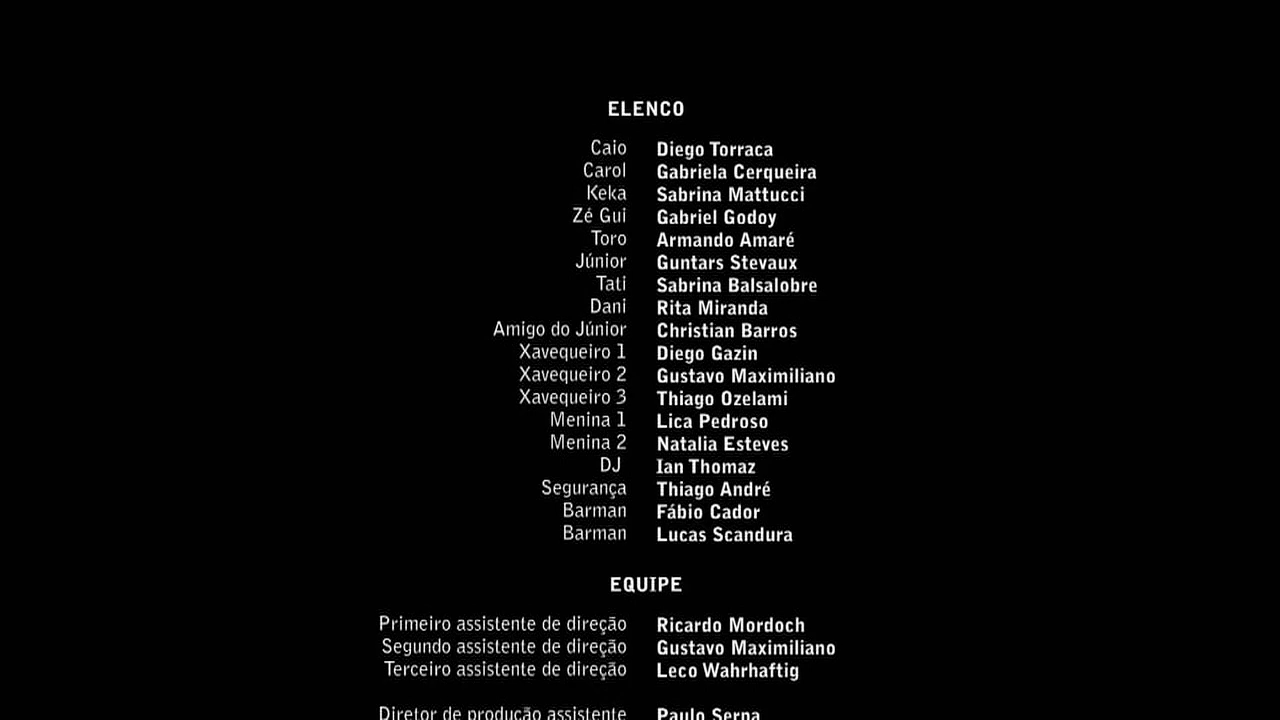 ELENCO
Caio Diego Torraca
Carol Gabriela Cerqueira
Keka Sabrina Mattucci
Zé Gui Gabriel Godoy
Toro Armando Amaré
Júnior Guntars Stevaux
Tati Sabrina Balsalobre
Dani Rita Miranda
Amigo do Júnior Christian Barros
Xavequeiro 1 Diego Gazin
Xavequeiro 2 Gustavo Maximiliano
Xavequeiro 3 Thiago Ozelami
Menina 1 Lica Pedroso
Menina 2 Natalia Esteves
DJ Ian Thomaz
Segurança Thiago André
Barman Fábio Cador
Barman Lucas Scandura
EQUIPE
Primeiro assistente de direção Ricardo Mordoch
Segundo assistente de direção Gustavo Maximiliano
Terceiro assistente de direção Leco Wahrhaftig
Diretor de produção assistente Paulo Serpa